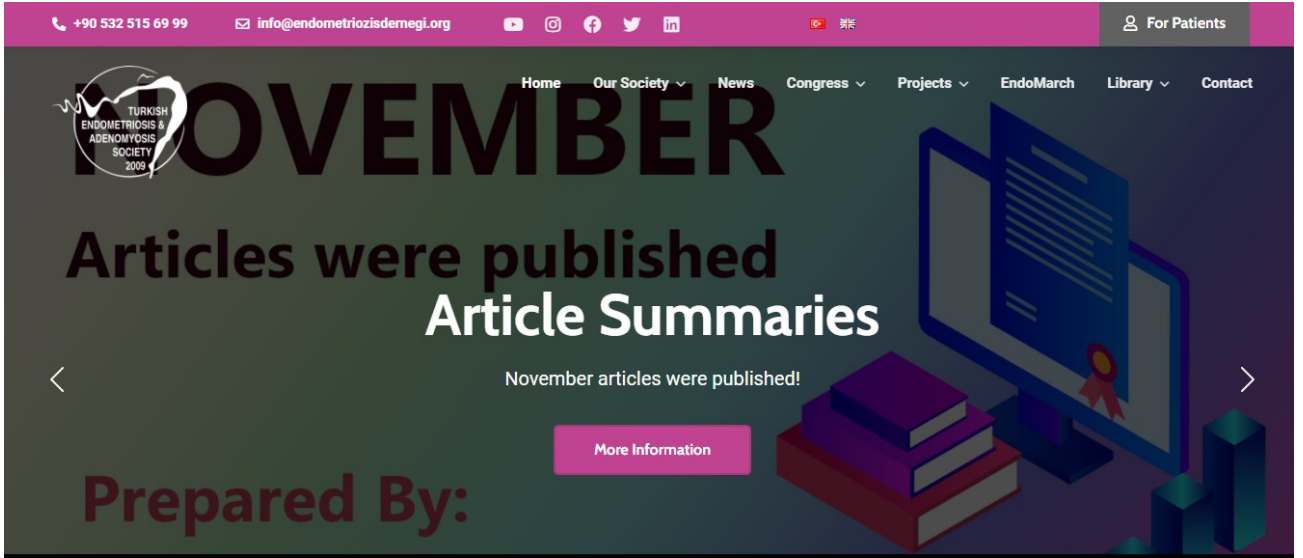 +90 532 515 69 99
info@endometriozisdernegi.org
For Patients
TURKISH
ENDOMETRIOSIS &
ADENOMYOSIS
SOCIETY
2009
Home Our Society News Congress Projects EndoMarch Library Contact
NOVEMBER
Articles were published
Article Summaries
November articles were published!
More Information
Prepared By: